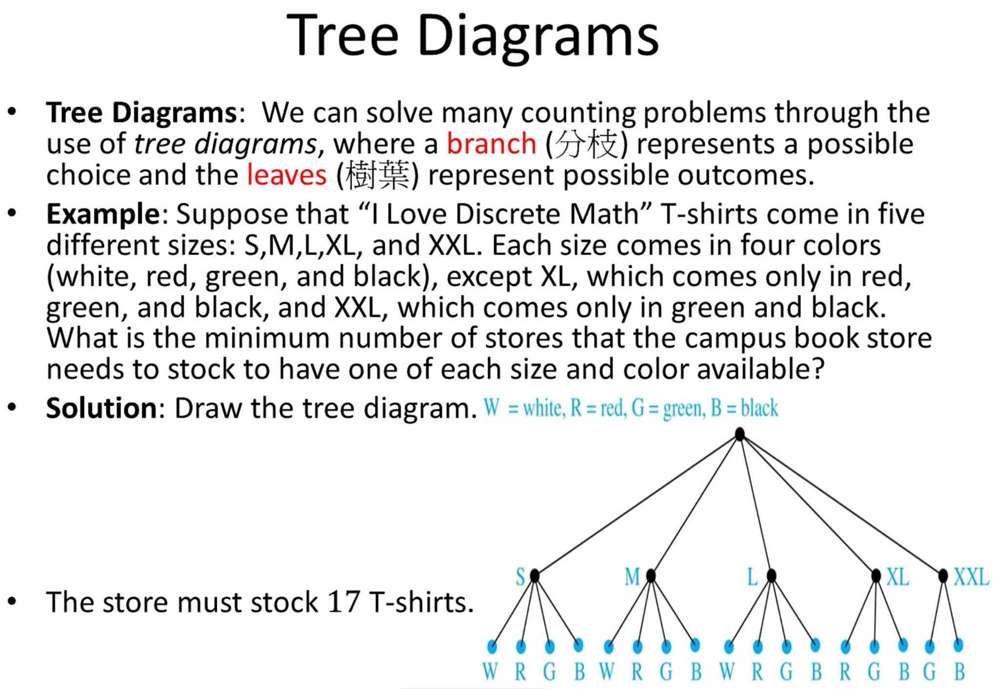 Tree Diagrams
• Tree Diagrams: We can solve many counting problems through the
use of tree diagrams, where a branch (分枝) represents a possible
choice and the leaves (樹葉) represent possible outcomes.
• Example: Suppose that “I Love Discrete Math” T-shirts come in five
different sizes: S,M,L,XL, and XXL. Each size comes in four colors
(white, red, green, and black), except XL, which comes only in red,
green, and black, and XXL, which comes only in green and black.
What is the minimum number of stores that the campus book store
needs to stock to have one of each size and color available?
• Solution: Draw the tree diagram.
W = white, R = red, G = green, B = black
S M L XL XXL
• The store must stock 17 T-shirts.
W R G B W R G B W R G B R G B G B